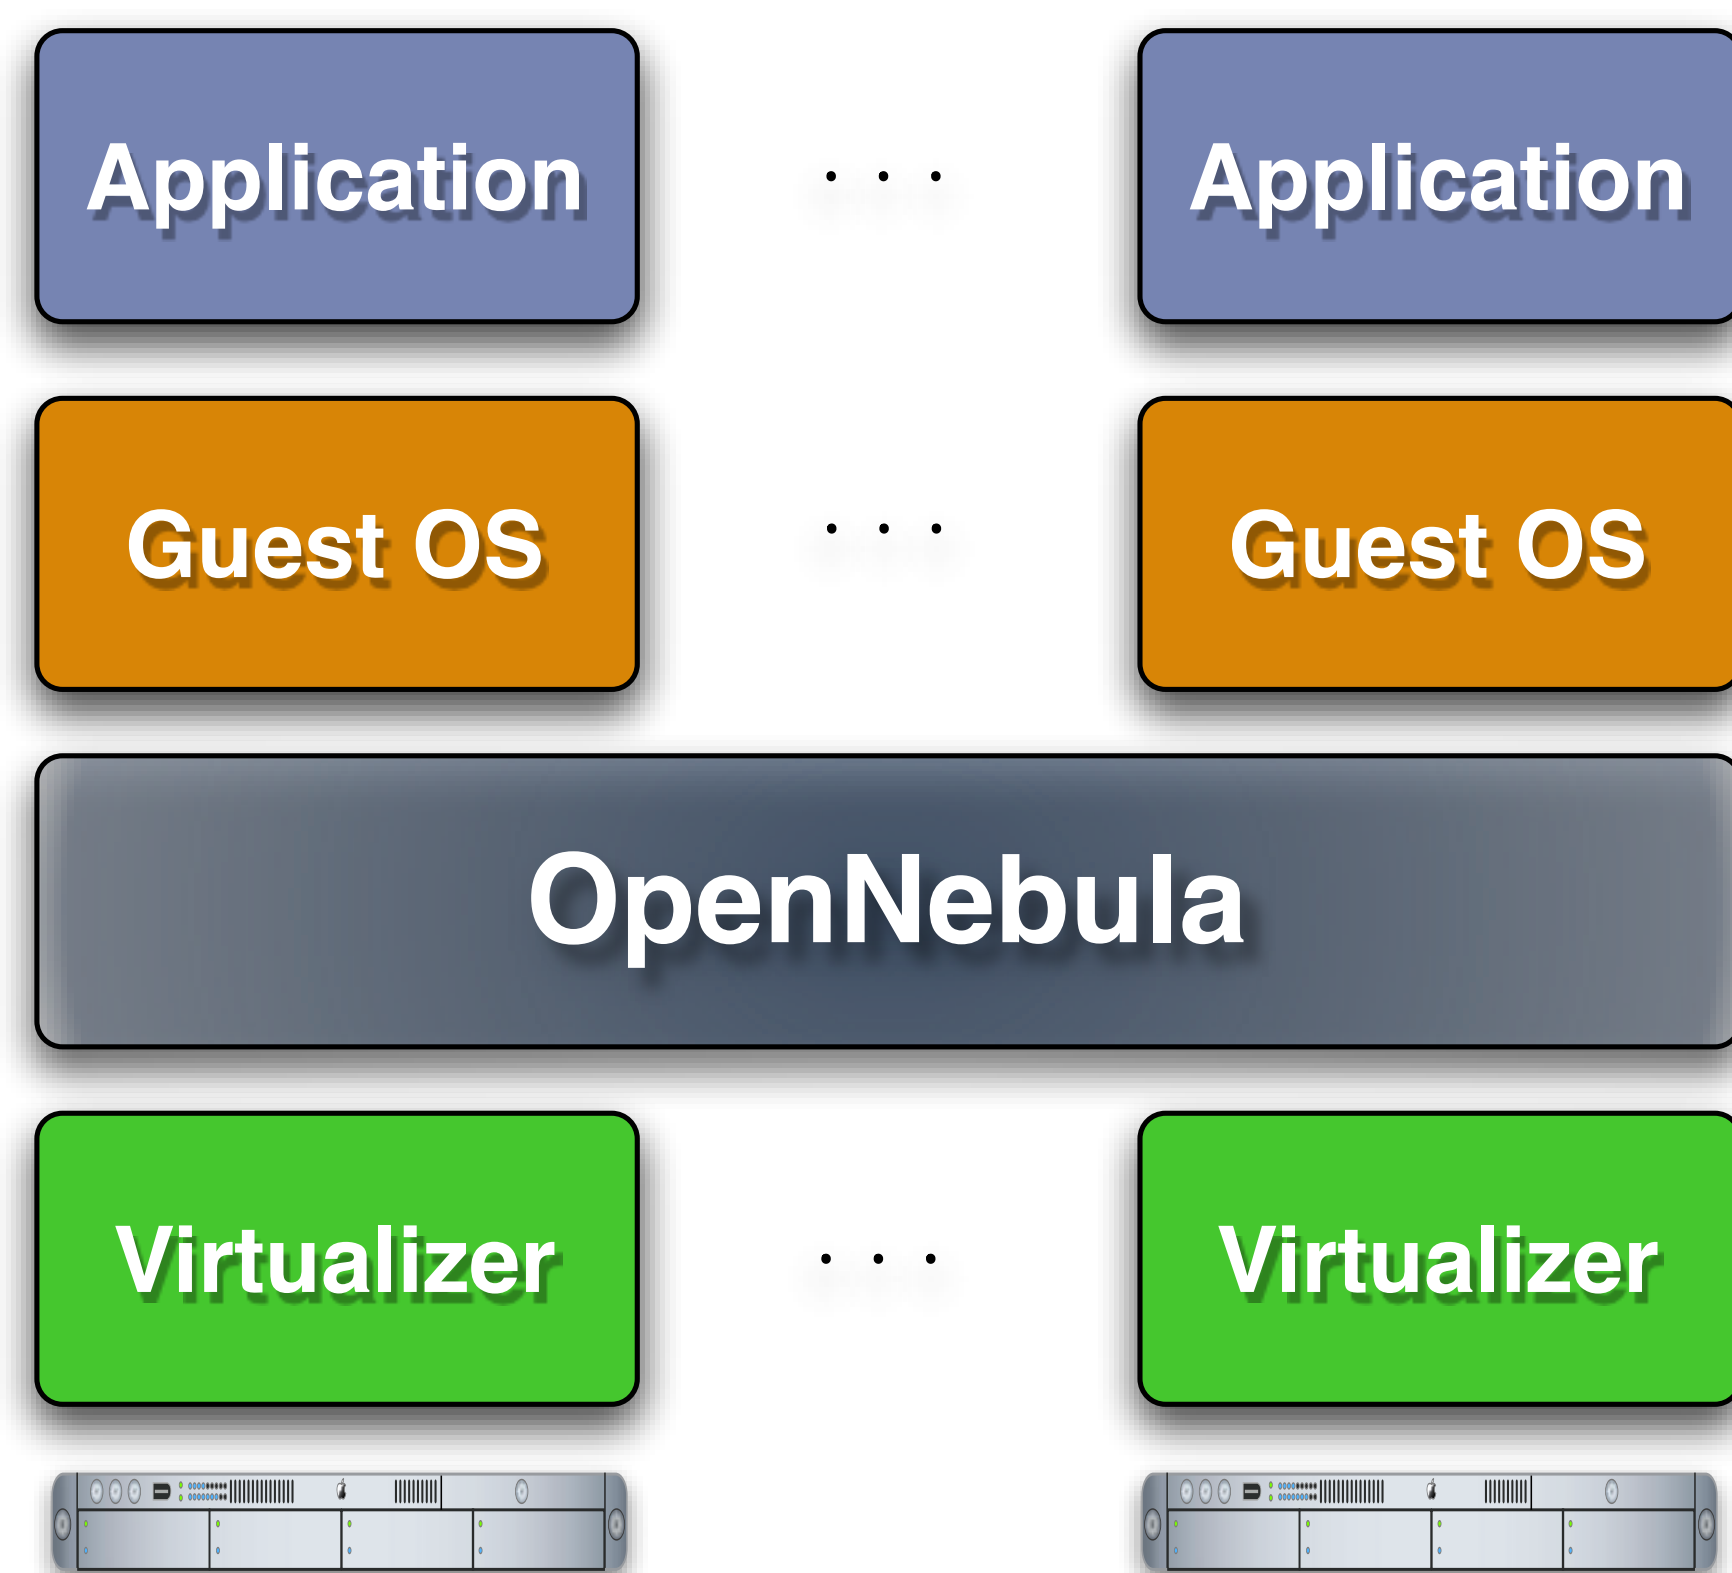 Application . . . Application
Guest OS . . . Guest OS
OpenNebula
Virtualizer . . . Virtualizer